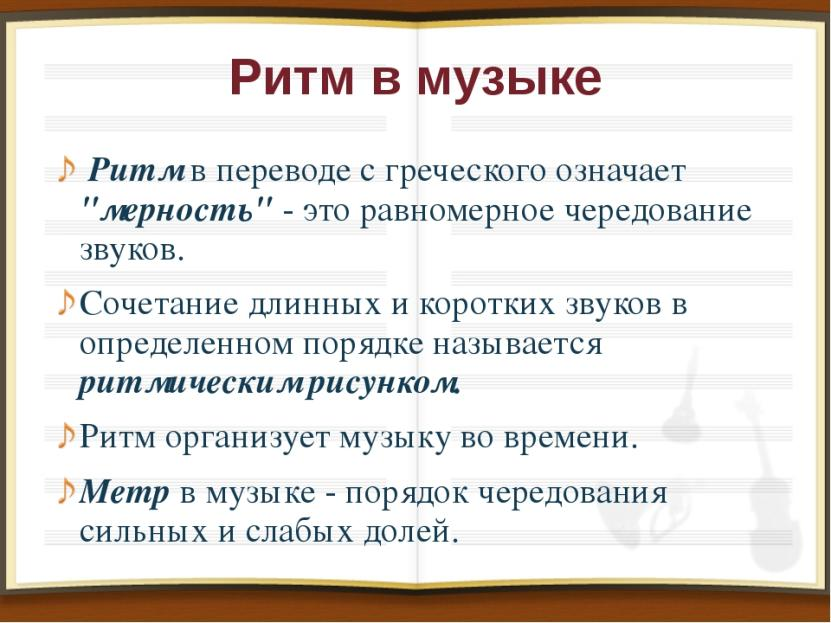 Ритм в музыке
Ритм в переводе с греческого означает
"мерность" - это равномерное чередование
звуков.
Сочетание длинных и коротких звуков в
определенном порядке называется
ритмическим рисунком.
Ритм организует музыку во времени.
Метр в музыке - порядок чередования
сильных и слабых долей.